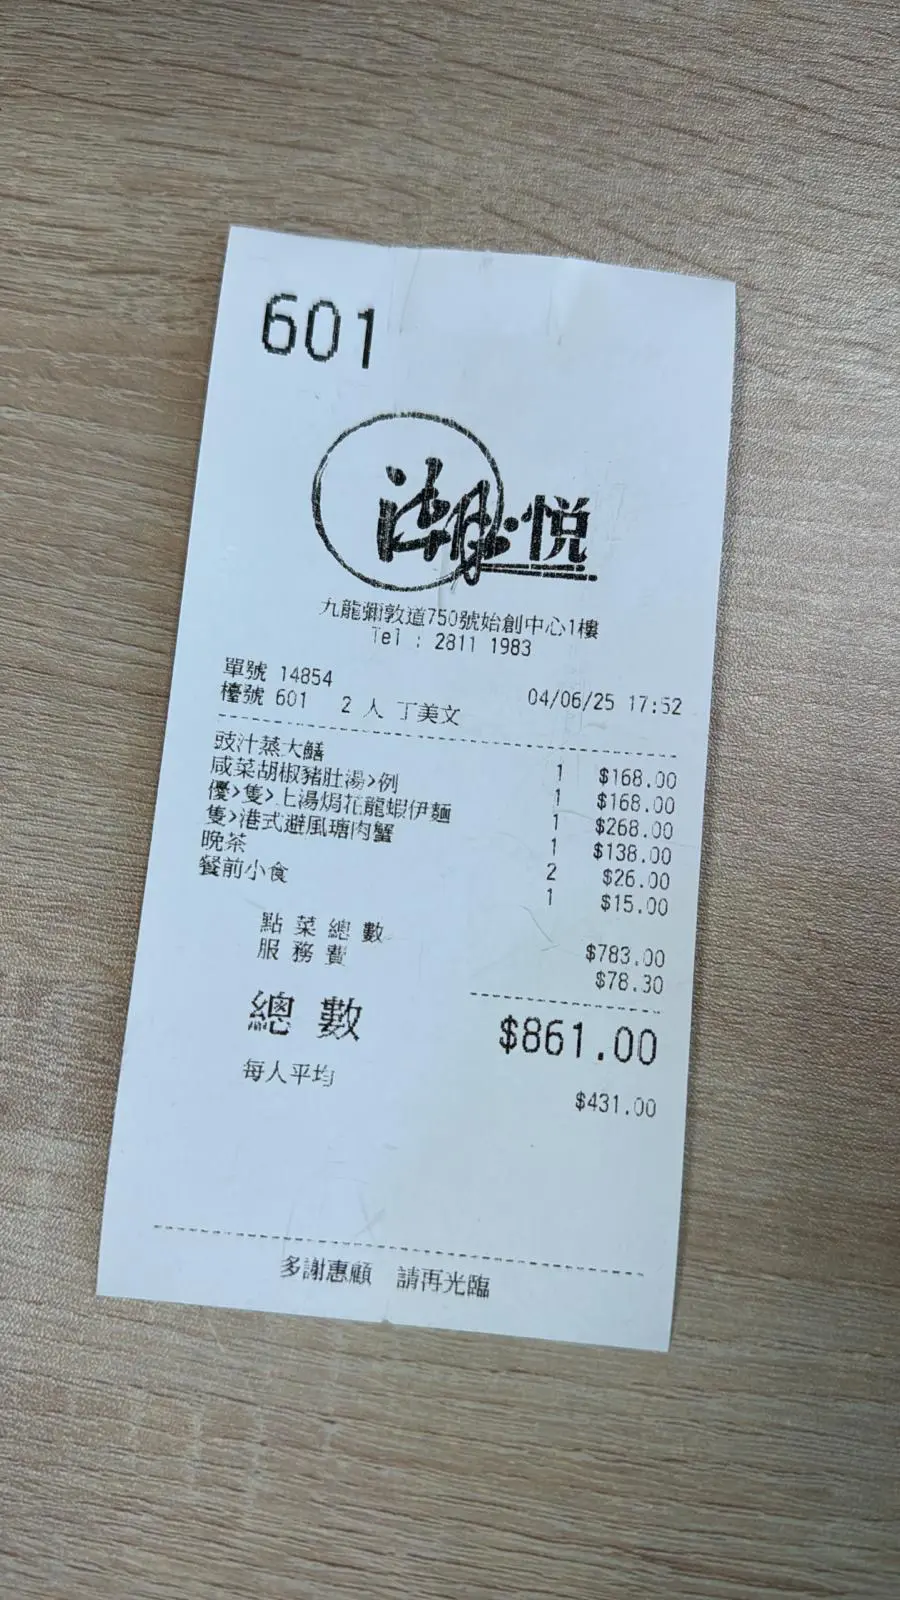 601
潮悅
九龍彌敦道750號始創中心1樓
Tel : 2811 1983
單號 14854
檯號 601 2 人 丁美文 04/06/25 17:52
豉汁蒸大鱔 1 $168.00
咸菜胡椒豬肚湯>例 1 $168.00
優>隻>上湯焗花龍蝦伊麵 1 $268.00
隻>港式避風塘肉蟹 1 $138.00
晚茶 2 $26.00
餐前小食 1 $15.00
點菜總數 $783.00
服務費 $78.30
總數 $861.00
每人平均 $431.00
多謝惠顧 請再光臨